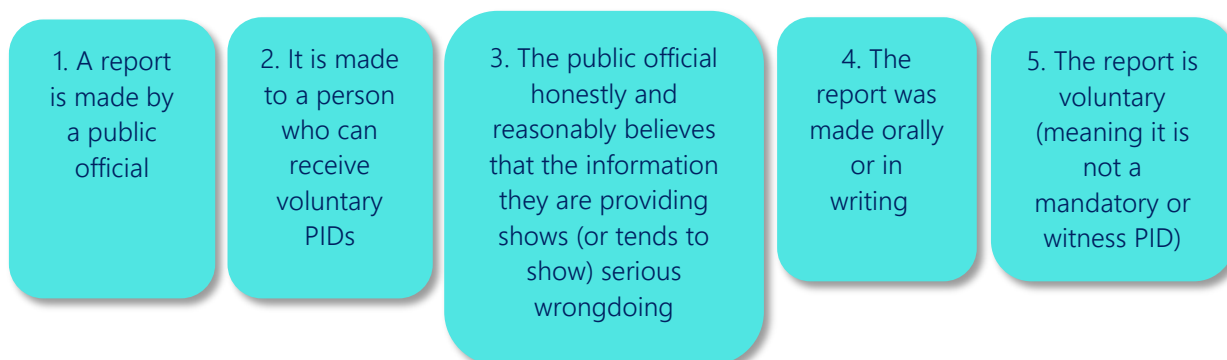 1. A report
is made by
a public
official
2. It is made
to a person
who can
receive
voluntary
PIDs
3. The public official
honestly and
reasonably believes
that the information
they are providing
shows (or tends to
show) serious
wrongdoing
4. The
report was
made orally
or in
writing
5. The report is
voluntary
(meaning it is
not a
mandatory or
witness PID)